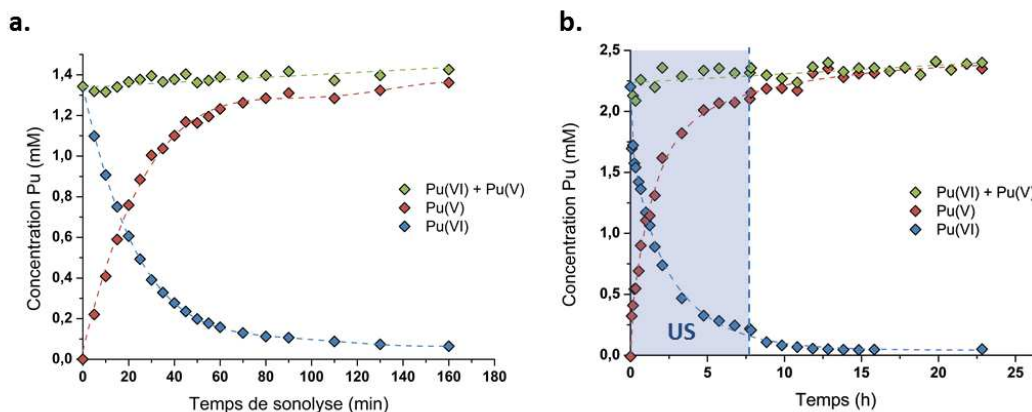 a.
Concentration Pu (mM)
1,4
1,2
1,0
0,8
0,6
0,4
0,2
0,0
0 20 40 60 80 100 120 140 160 180
Temps de sonolyse (min)
Pu(VI) + Pu(V)
Pu(V)
Pu(VI)
b.
Concentration Pu (mM)
2,5
2,0
1,5
1,0
0,5
0,0
US
0 5 10 15 20 25
Temps (h)
Pu(VI) + Pu(V)
Pu(V)
Pu(VI)